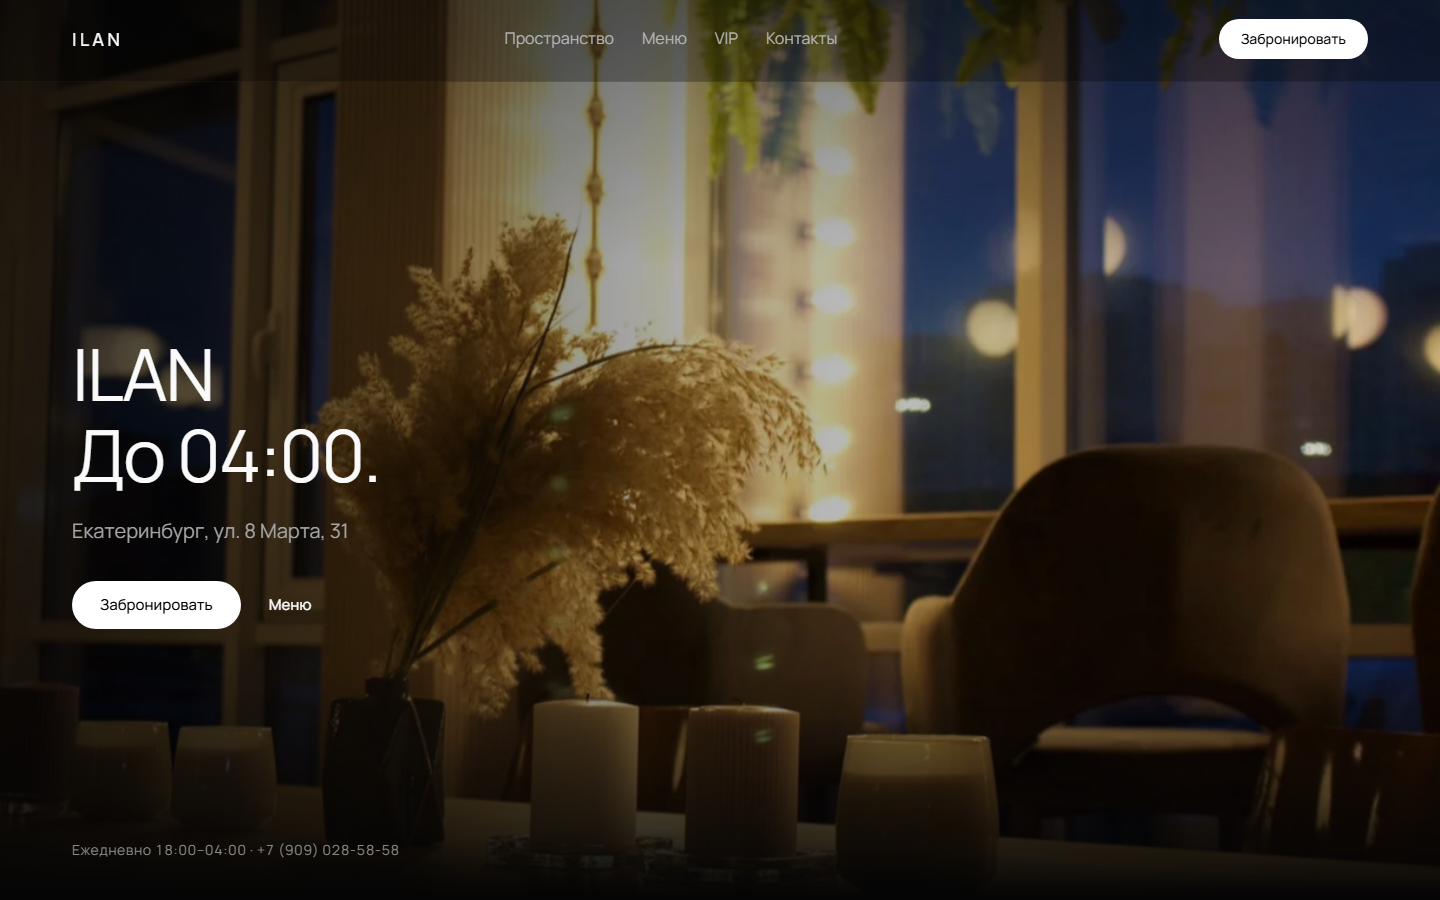 ILAN
Пространство Меню VIP Контакты
Забронировать
ILAN
До 04:00.
Екатеринбург, ул. 8 Марта, 31
Забронировать
Меню
Ежедневно 18:00–04:00 · +7 (909) 028-58-58